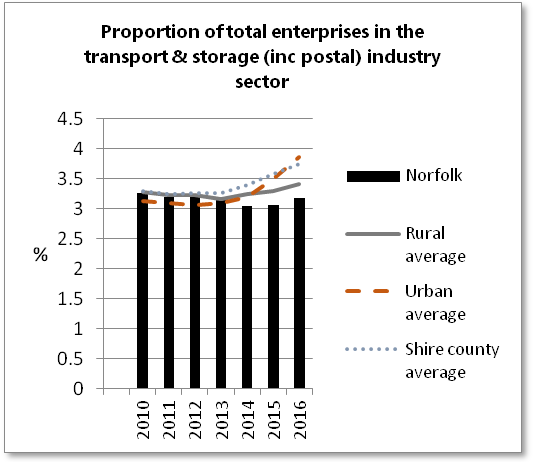 Proportion of total enterprises in the
transport & storage (inc postal) industry
sector
4.5
4
3.5
3
2.5
2
1.5
1
0.5
0
%
2010
2011
2012
2013
2014
2015
2016
Norfolk
Rural
average
Urban
average
Shire county
average